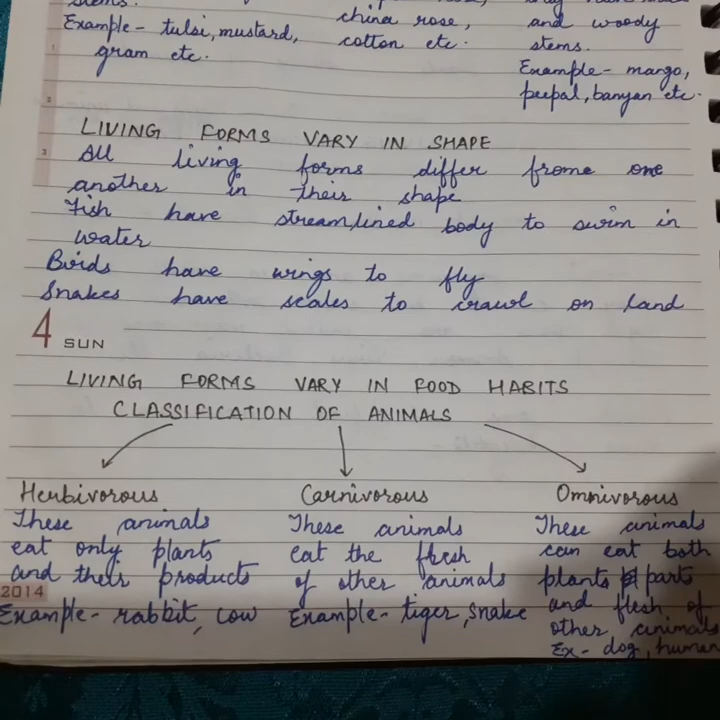 stems.
Example- tulsi, mustard,
gram etc.
china rose,
cotton etc.
and woody
stems.
Example- mango,
peepal, banyan etc.
LIVING FORMS VARY IN SHAPE
All living forms differ frome one
another in their shape
Fish have streamlined body to swim in
water
Birds have wings to fly
Snakes have scales to crawl on land
4 SUN
LIVING FORMS VARY IN FOOD HABITS
CLASSIFICATION OF ANIMALS
Herbivorous
These animals
eat only plants
and their products
Example- rabbit, cow
Carnivorous
These animals
eat the flesh
of other animals
Example- tiger, snake
Omnivorous
These animals
can eat both
plants parts
and flesh of
other animals
Ex- dog, human
2014